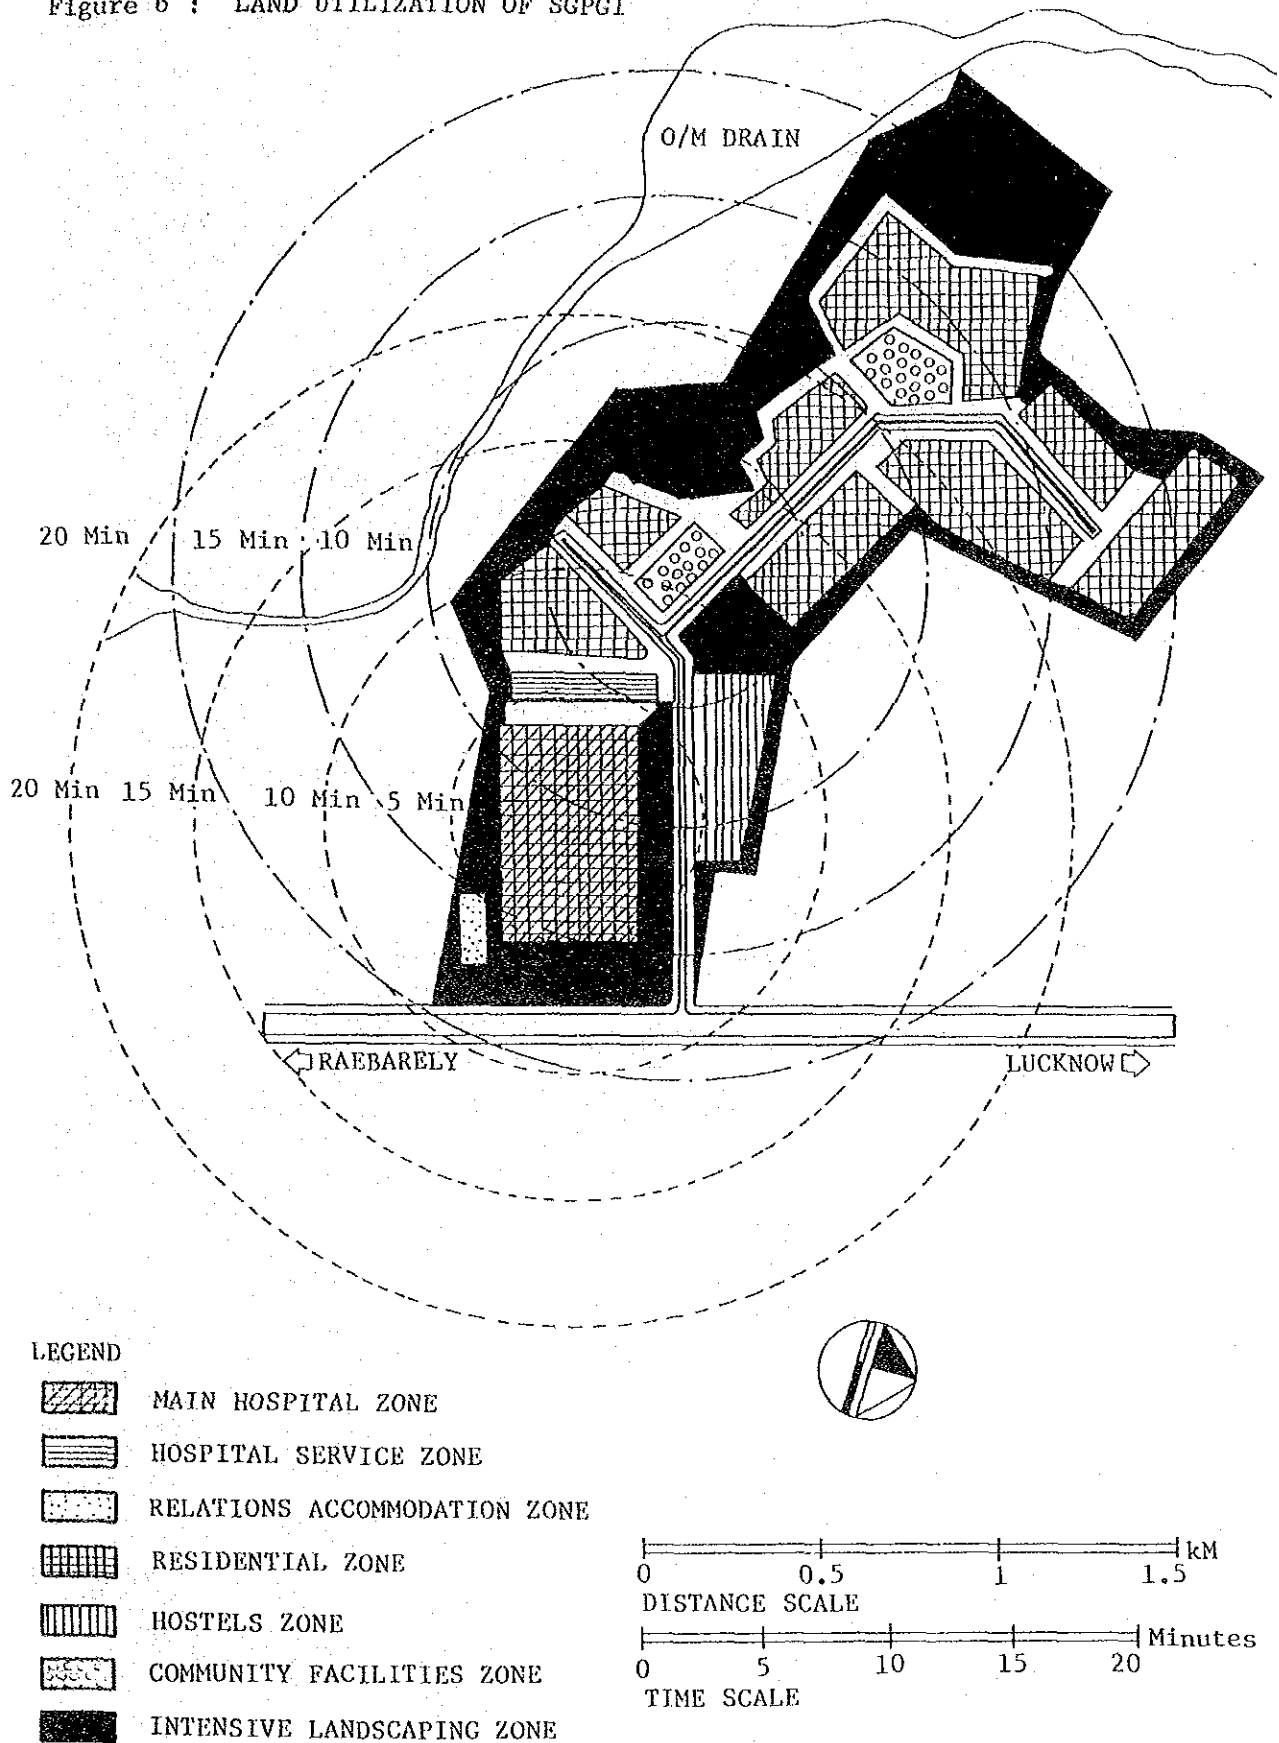 Figure 6 : LAND UTILIZATION OF SGPGI
O/M DRAIN
20 Min 15 Min 10 Min
20 Min 15 Min 10 Min 5 Min
RAEBARELY
LUCKNOW
LEGEND
MAIN HOSPITAL ZONE
HOSPITAL SERVICE ZONE
RELATIONS ACCOMMODATION ZONE
RESIDENTIAL ZONE
HOSTELS ZONE
COMMUNITY FACILITIES ZONE
INTENSIVE LANDSCAPING ZONE
kM
0 0.5 1 1.5
DISTANCE SCALE
Minutes
0 5 10 15 20
TIME SCALE